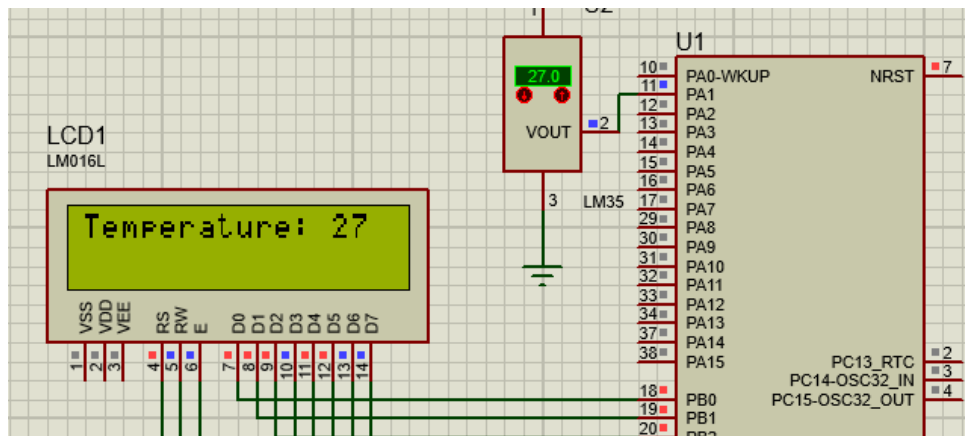 U1
27.0
VOUT
2
3
LM35
1
LCD1
LM016L
Temperature: 27
VSS
VDD
VEE
RS
RW
E
D0
D1
D2
D3
D4
D5
D6
D7
1
2
3
4
5
6
7
8
9
10
11
12
13
14
10 PA0-WKUP
11 PA1
12 PA2
13 PA3
14 PA4
15 PA5
16 PA6
17 PA7
29 PA8
30 PA9
31 PA10
32 PA11
33 PA12
34 PA13
37 PA14
38 PA15
18 PB0
19 PB1
20
NRST 7
PC13_RTC 2
PC14-OSC32_IN 3
PC15-OSC32_OUT 4